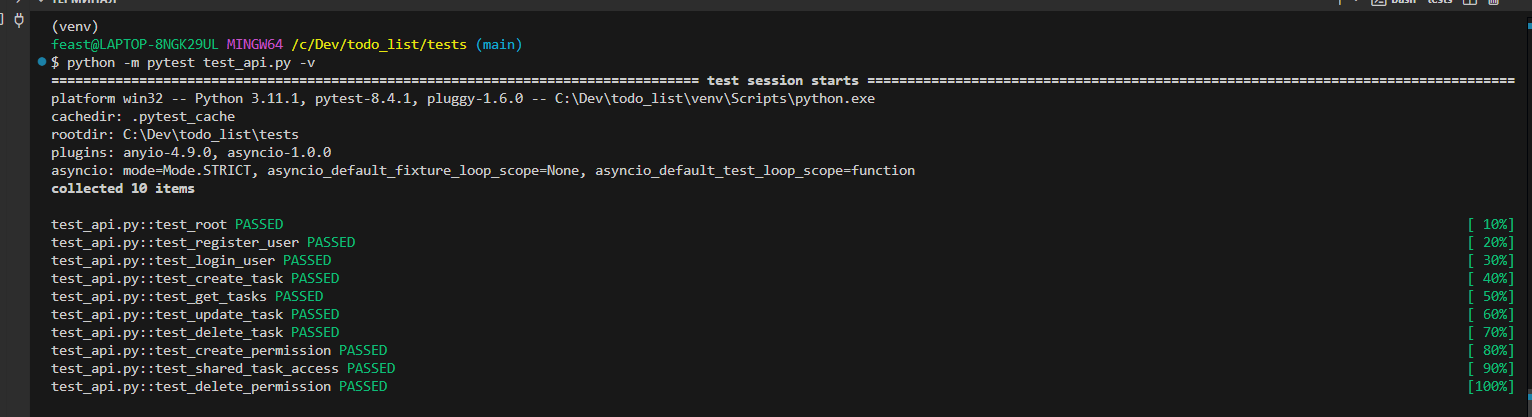 ТЕРМИНАЛ
bash - tests
(venv)
feast@LAPTOP-8NGK29UL MINGW64 /c/Dev/todo_list/tests (main)
$ python -m pytest test_api.py -v
================================================================================= test session starts =================================================================================
platform win32 -- Python 3.11.1, pytest-8.4.1, pluggy-1.6.0 -- C:\Dev\todo_list\venv\Scripts\python.exe
cachedir: .pytest_cache
rootdir: C:\Dev\todo_list\tests
plugins: anyio-4.9.0, asyncio-1.0.0
asyncio: mode=Mode.STRICT, asyncio_default_fixture_loop_scope=None, asyncio_default_test_loop_scope=function
collected 10 items
test_api.py::test_root PASSED [ 10%]
test_api.py::test_register_user PASSED [ 20%]
test_api.py::test_login_user PASSED [ 30%]
test_api.py::test_create_task PASSED [ 40%]
test_api.py::test_get_tasks PASSED [ 50%]
test_api.py::test_update_task PASSED [ 60%]
test_api.py::test_delete_task PASSED [ 70%]
test_api.py::test_create_permission PASSED [ 80%]
test_api.py::test_shared_task_access PASSED [ 90%]
test_api.py::test_delete_permission PASSED [100%]